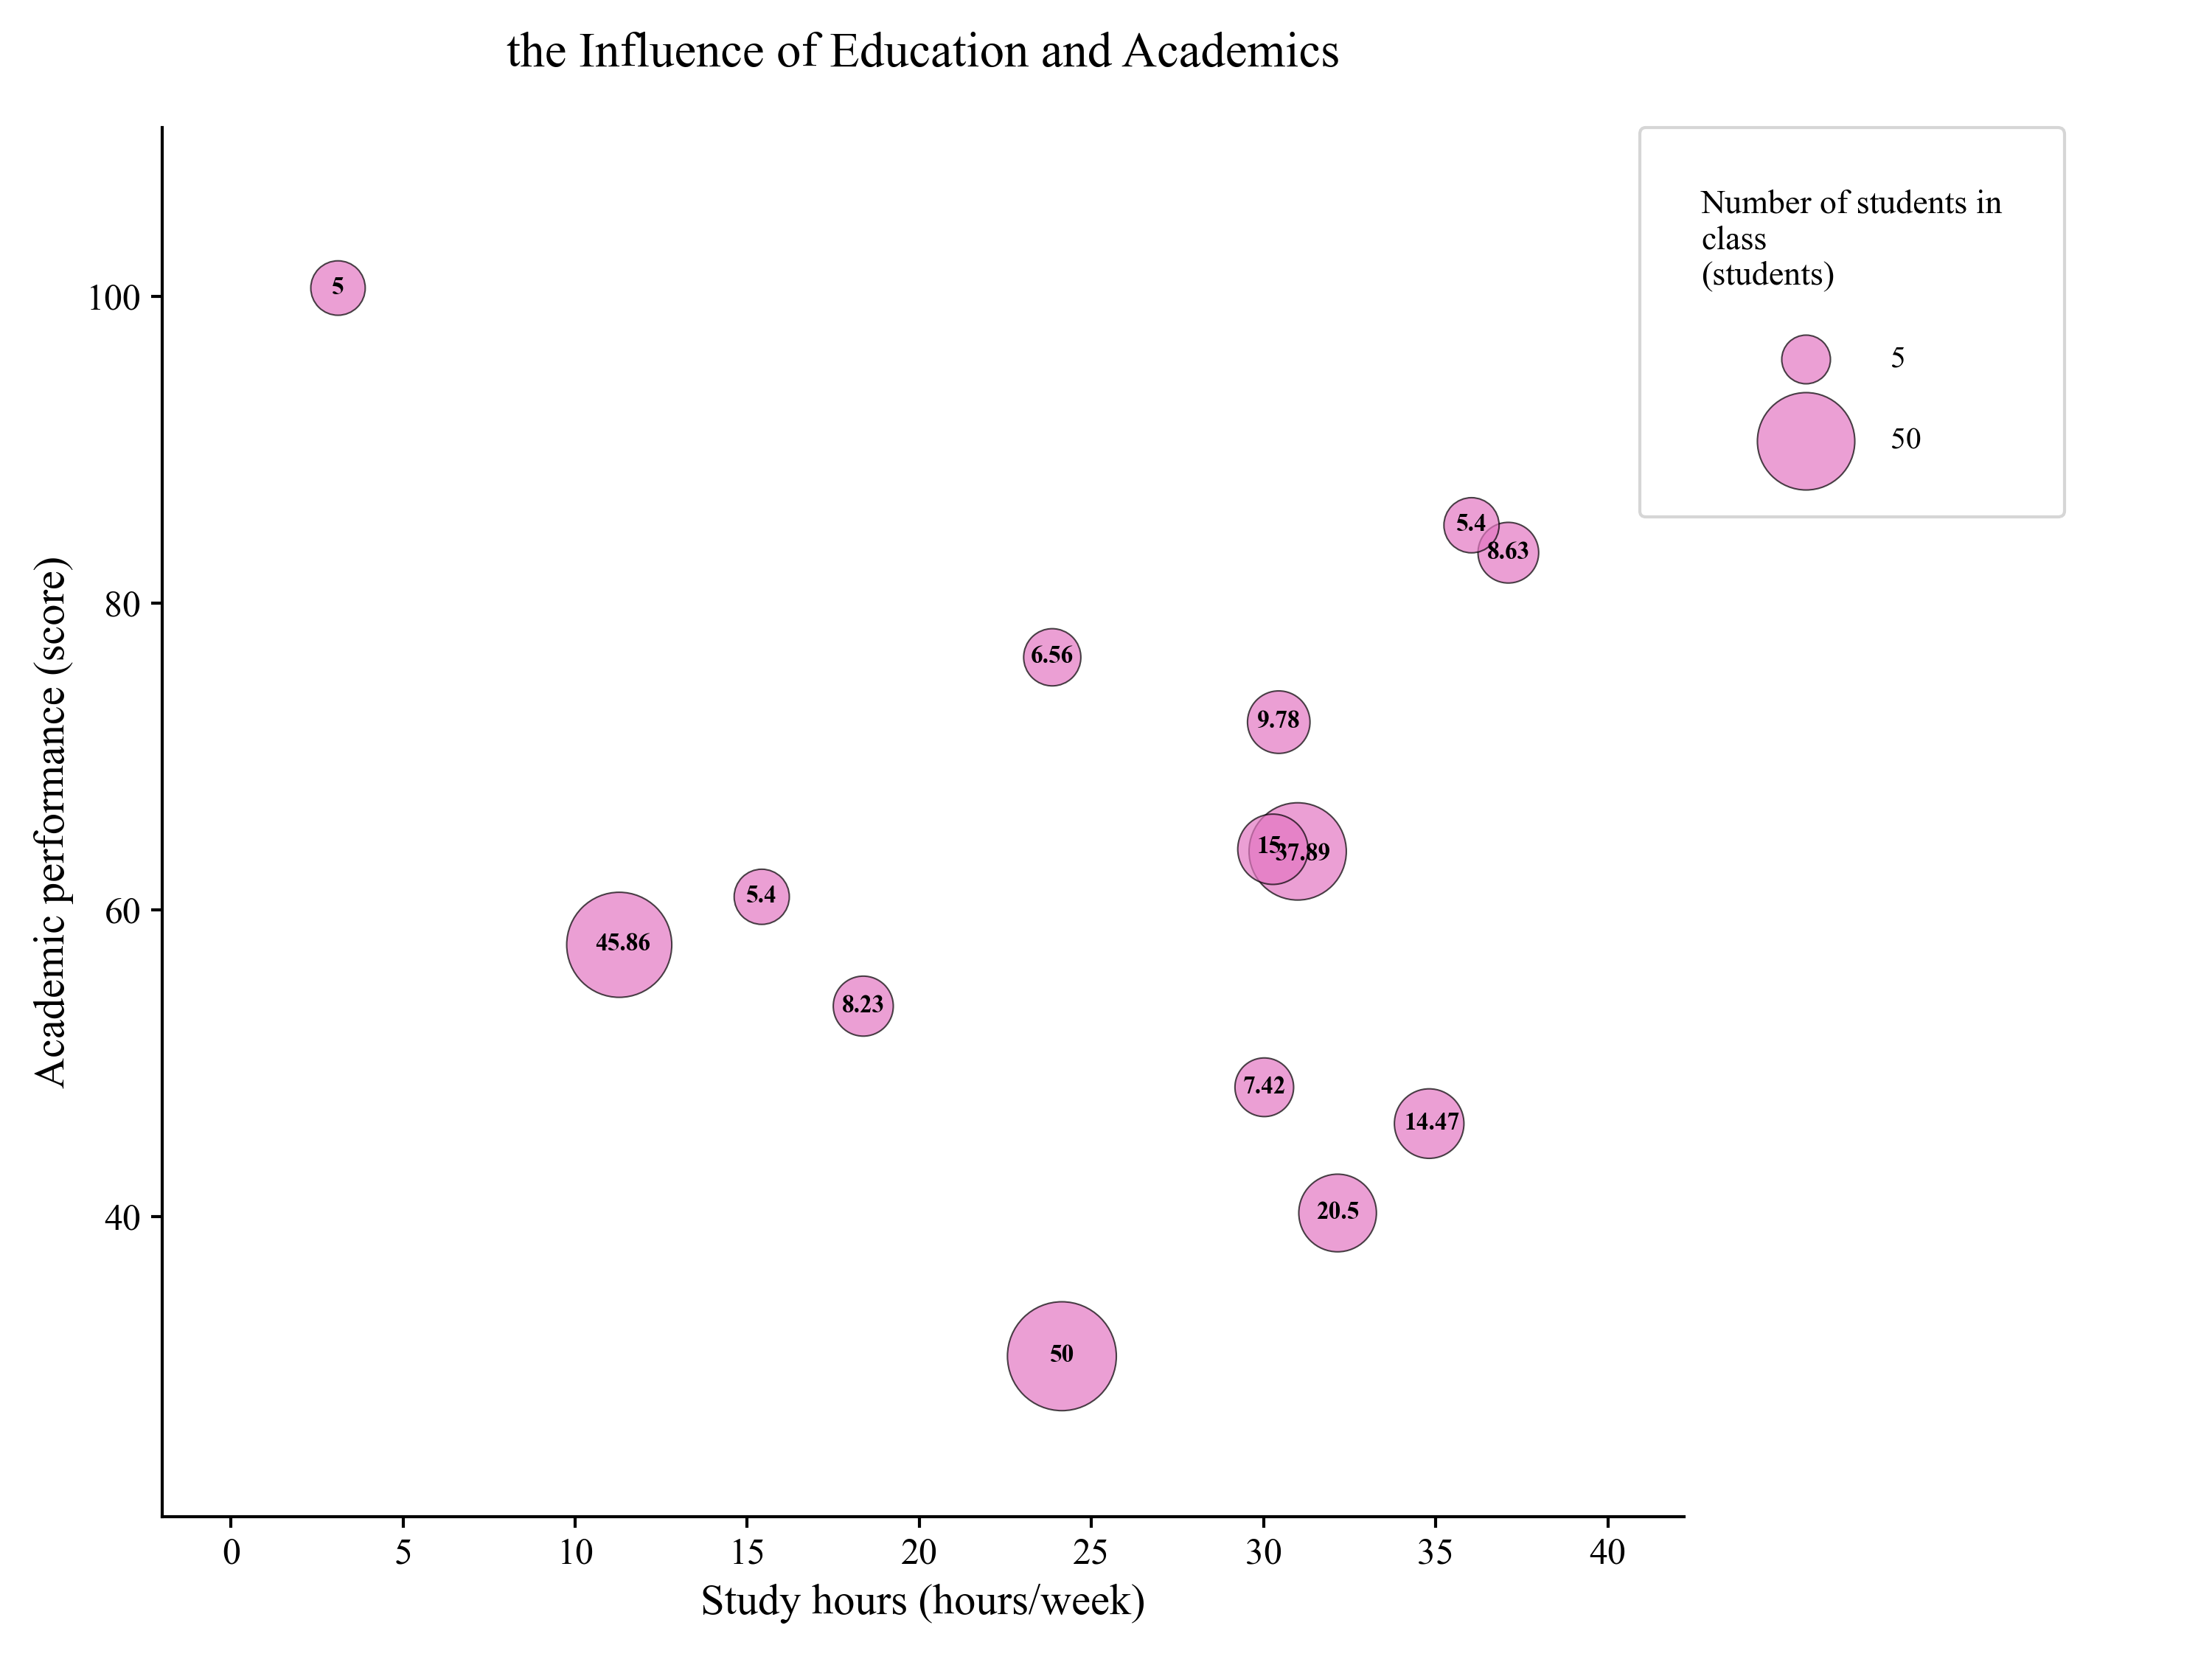 the Influence of Education and Academics
Number of students in
class
(students)
5
50
Academic performance (score)
100
80
60
40
5
5.4
8.63
6.56
9.78
15
37.89
5.4
45.86
8.23
7.42
14.47
20.5
50
0 5 10 15 20 25 30 35 40
Study hours (hours/week)